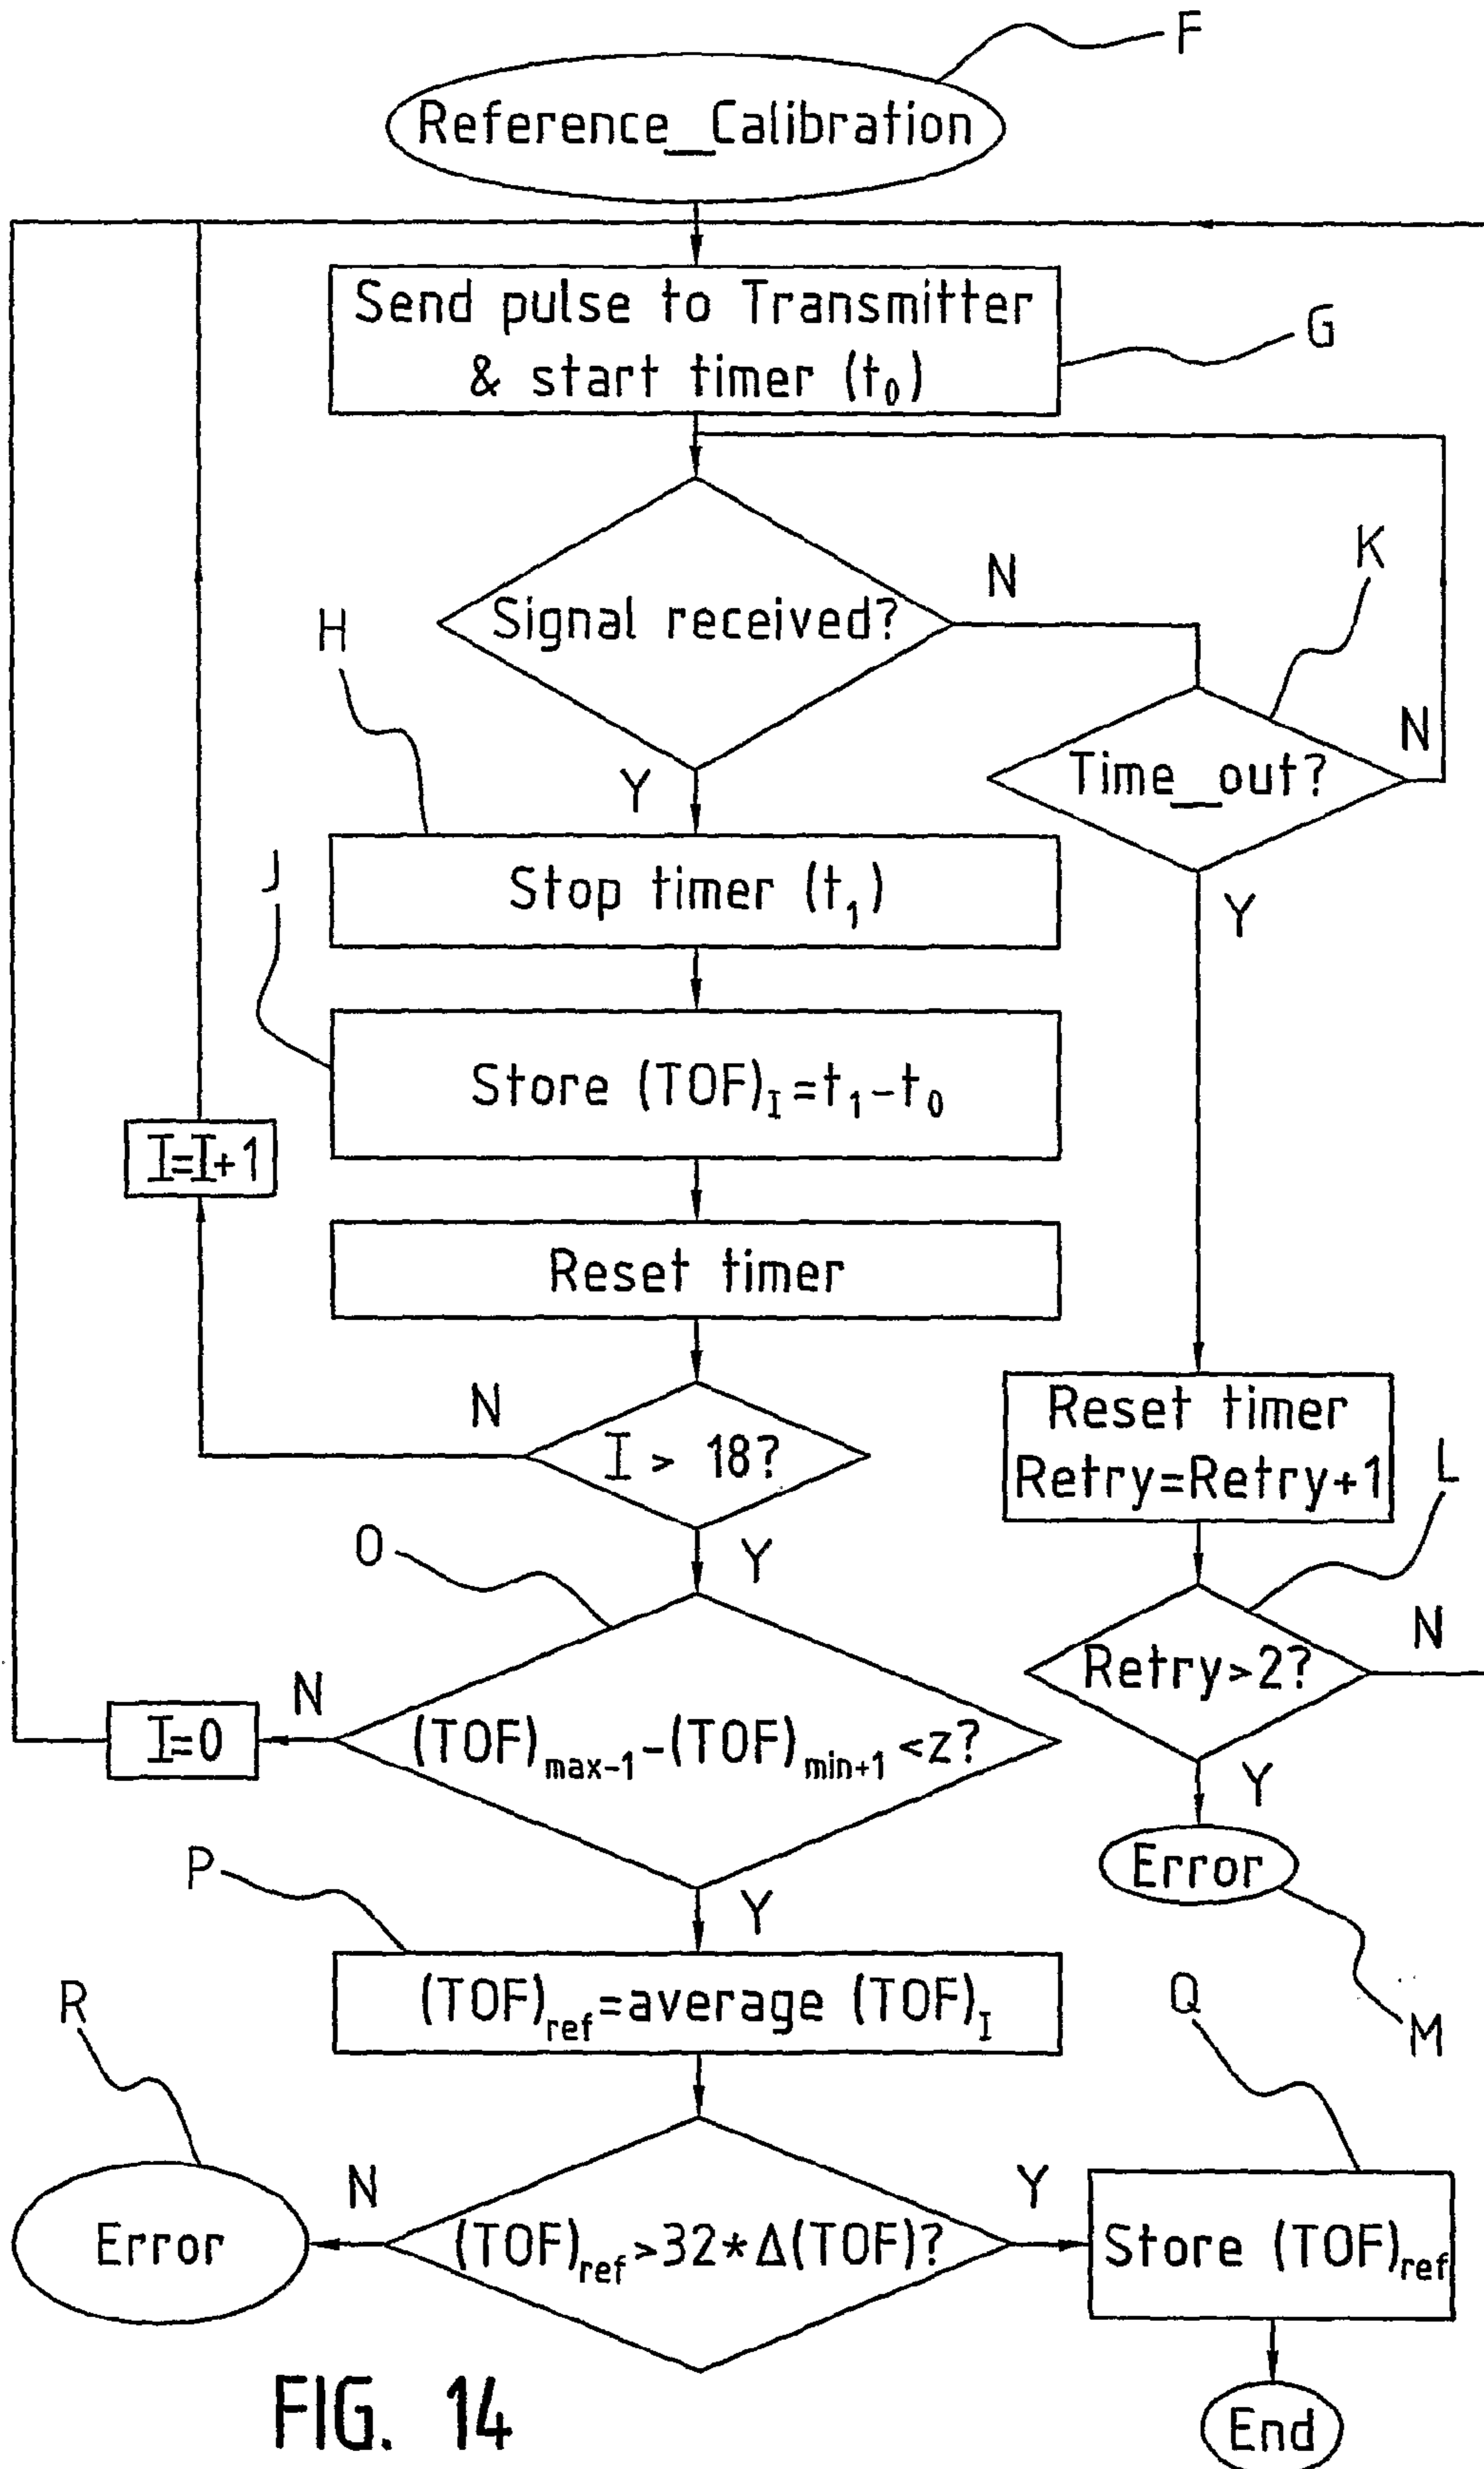 F
Reference_Calibration
Send pulse to Transmitter
& start timer (t₀)
G
K
Signal received?
N
H
Time_out?
N
Y
Stop timer (t₁)
Y
J
Store (TOF)I=t₁-t₀
I=I+1
Reset timer
N
I > 18?
Reset timer
Retry=Retry+1
L
O
Y
Retry>2?
N
N
I=0
(TOF)max-1-(TOF)min+1<z?
Y
Error
P
Y
M
(TOF)ref=average (TOF)I
R
Q
N
Y
Error
(TOF)ref>32*Δ(TOF)?
Store (TOF)ref
FIG. 14
End